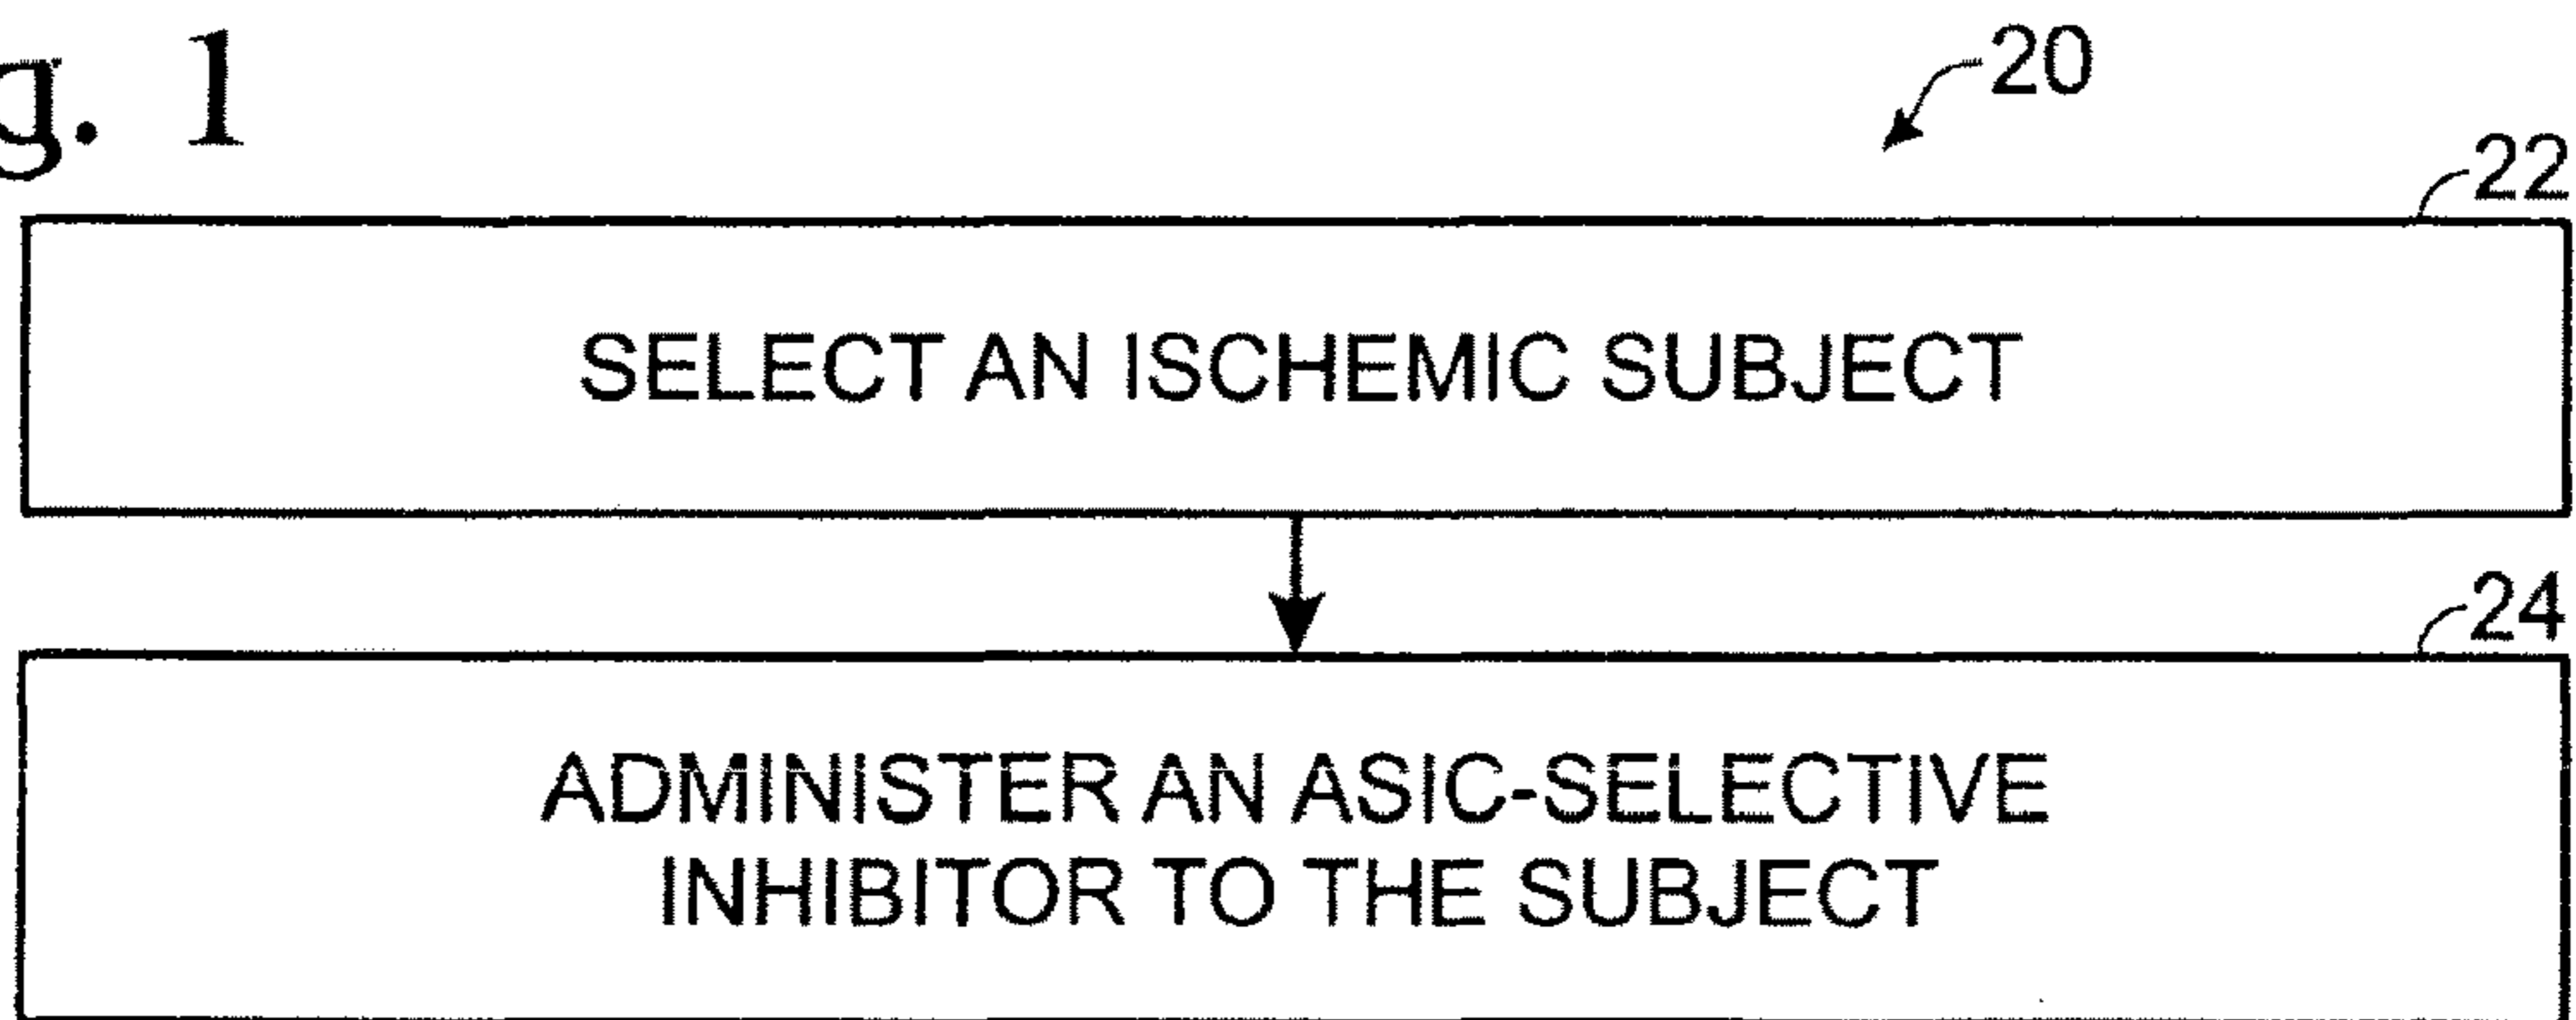 g. 1
20
22
SELECT AN ISCHEMIC SUBJECT
24
ADMINISTER AN ASIC-SELECTIVE
INHIBITOR TO THE SUBJECT